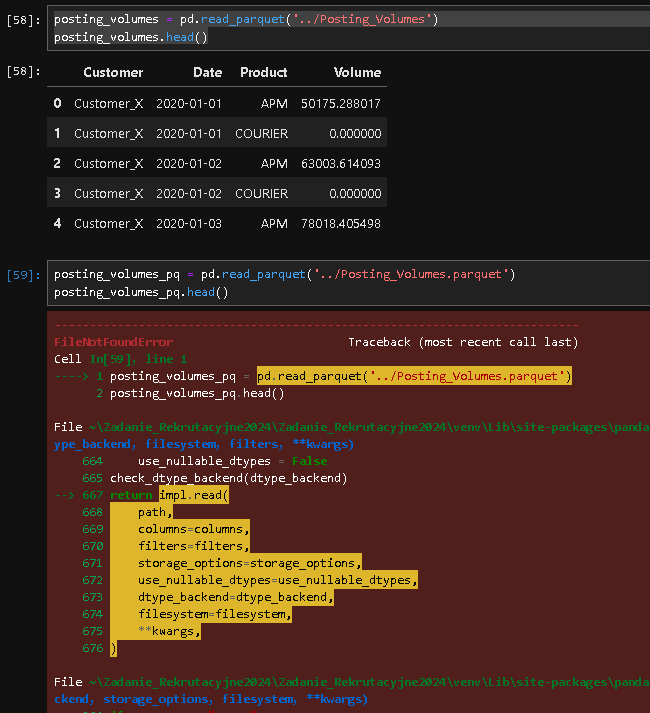 [58]: posting_volumes = pd.read_parquet('../Posting_Volumes')
posting_volumes.head()
[58]: Customer Date Product Volume
0 Customer_X 2020-01-01 APM 50175.288017
1 Customer_X 2020-01-01 COURIER 0.000000
2 Customer_X 2020-01-02 APM 63003.614093
3 Customer_X 2020-01-02 COURIER 0.000000
4 Customer_X 2020-01-03 APM 78018.405498
[59]: posting_volumes_pq = pd.read_parquet('../Posting_Volumes.parquet')
posting_volumes_pq.head()
---------------------------------------------------------------------------
FileNotFoundError Traceback (most recent call last)
Cell In[59], line 1
----> 1 posting_volumes_pq = pd.read_parquet('../Posting_Volumes.parquet')
2 posting_volumes_pq.head()
File ~\Zadanie_Rekrutacyjne2024\Zadanie_Rekrutacyjne2024\venv\Lib\site-packages\panda
ype_backend, filesystem, filters, **kwargs)
664 use_nullable_dtypes = False
665 check_dtype_backend(dtype_backend)
--> 667 return impl.read(
668 path,
669 columns=columns,
670 filters=filters,
671 storage_options=storage_options,
672 use_nullable_dtypes=use_nullable_dtypes,
673 dtype_backend=dtype_backend,
674 filesystem=filesystem,
675 **kwargs,
676 )
File ~\Zadanie_Rekrutacyjne2024\Zadanie_Rekrutacyjne2024\venv\Lib\site-packages\panda
ckend, storage_options, filesystem, **kwargs)